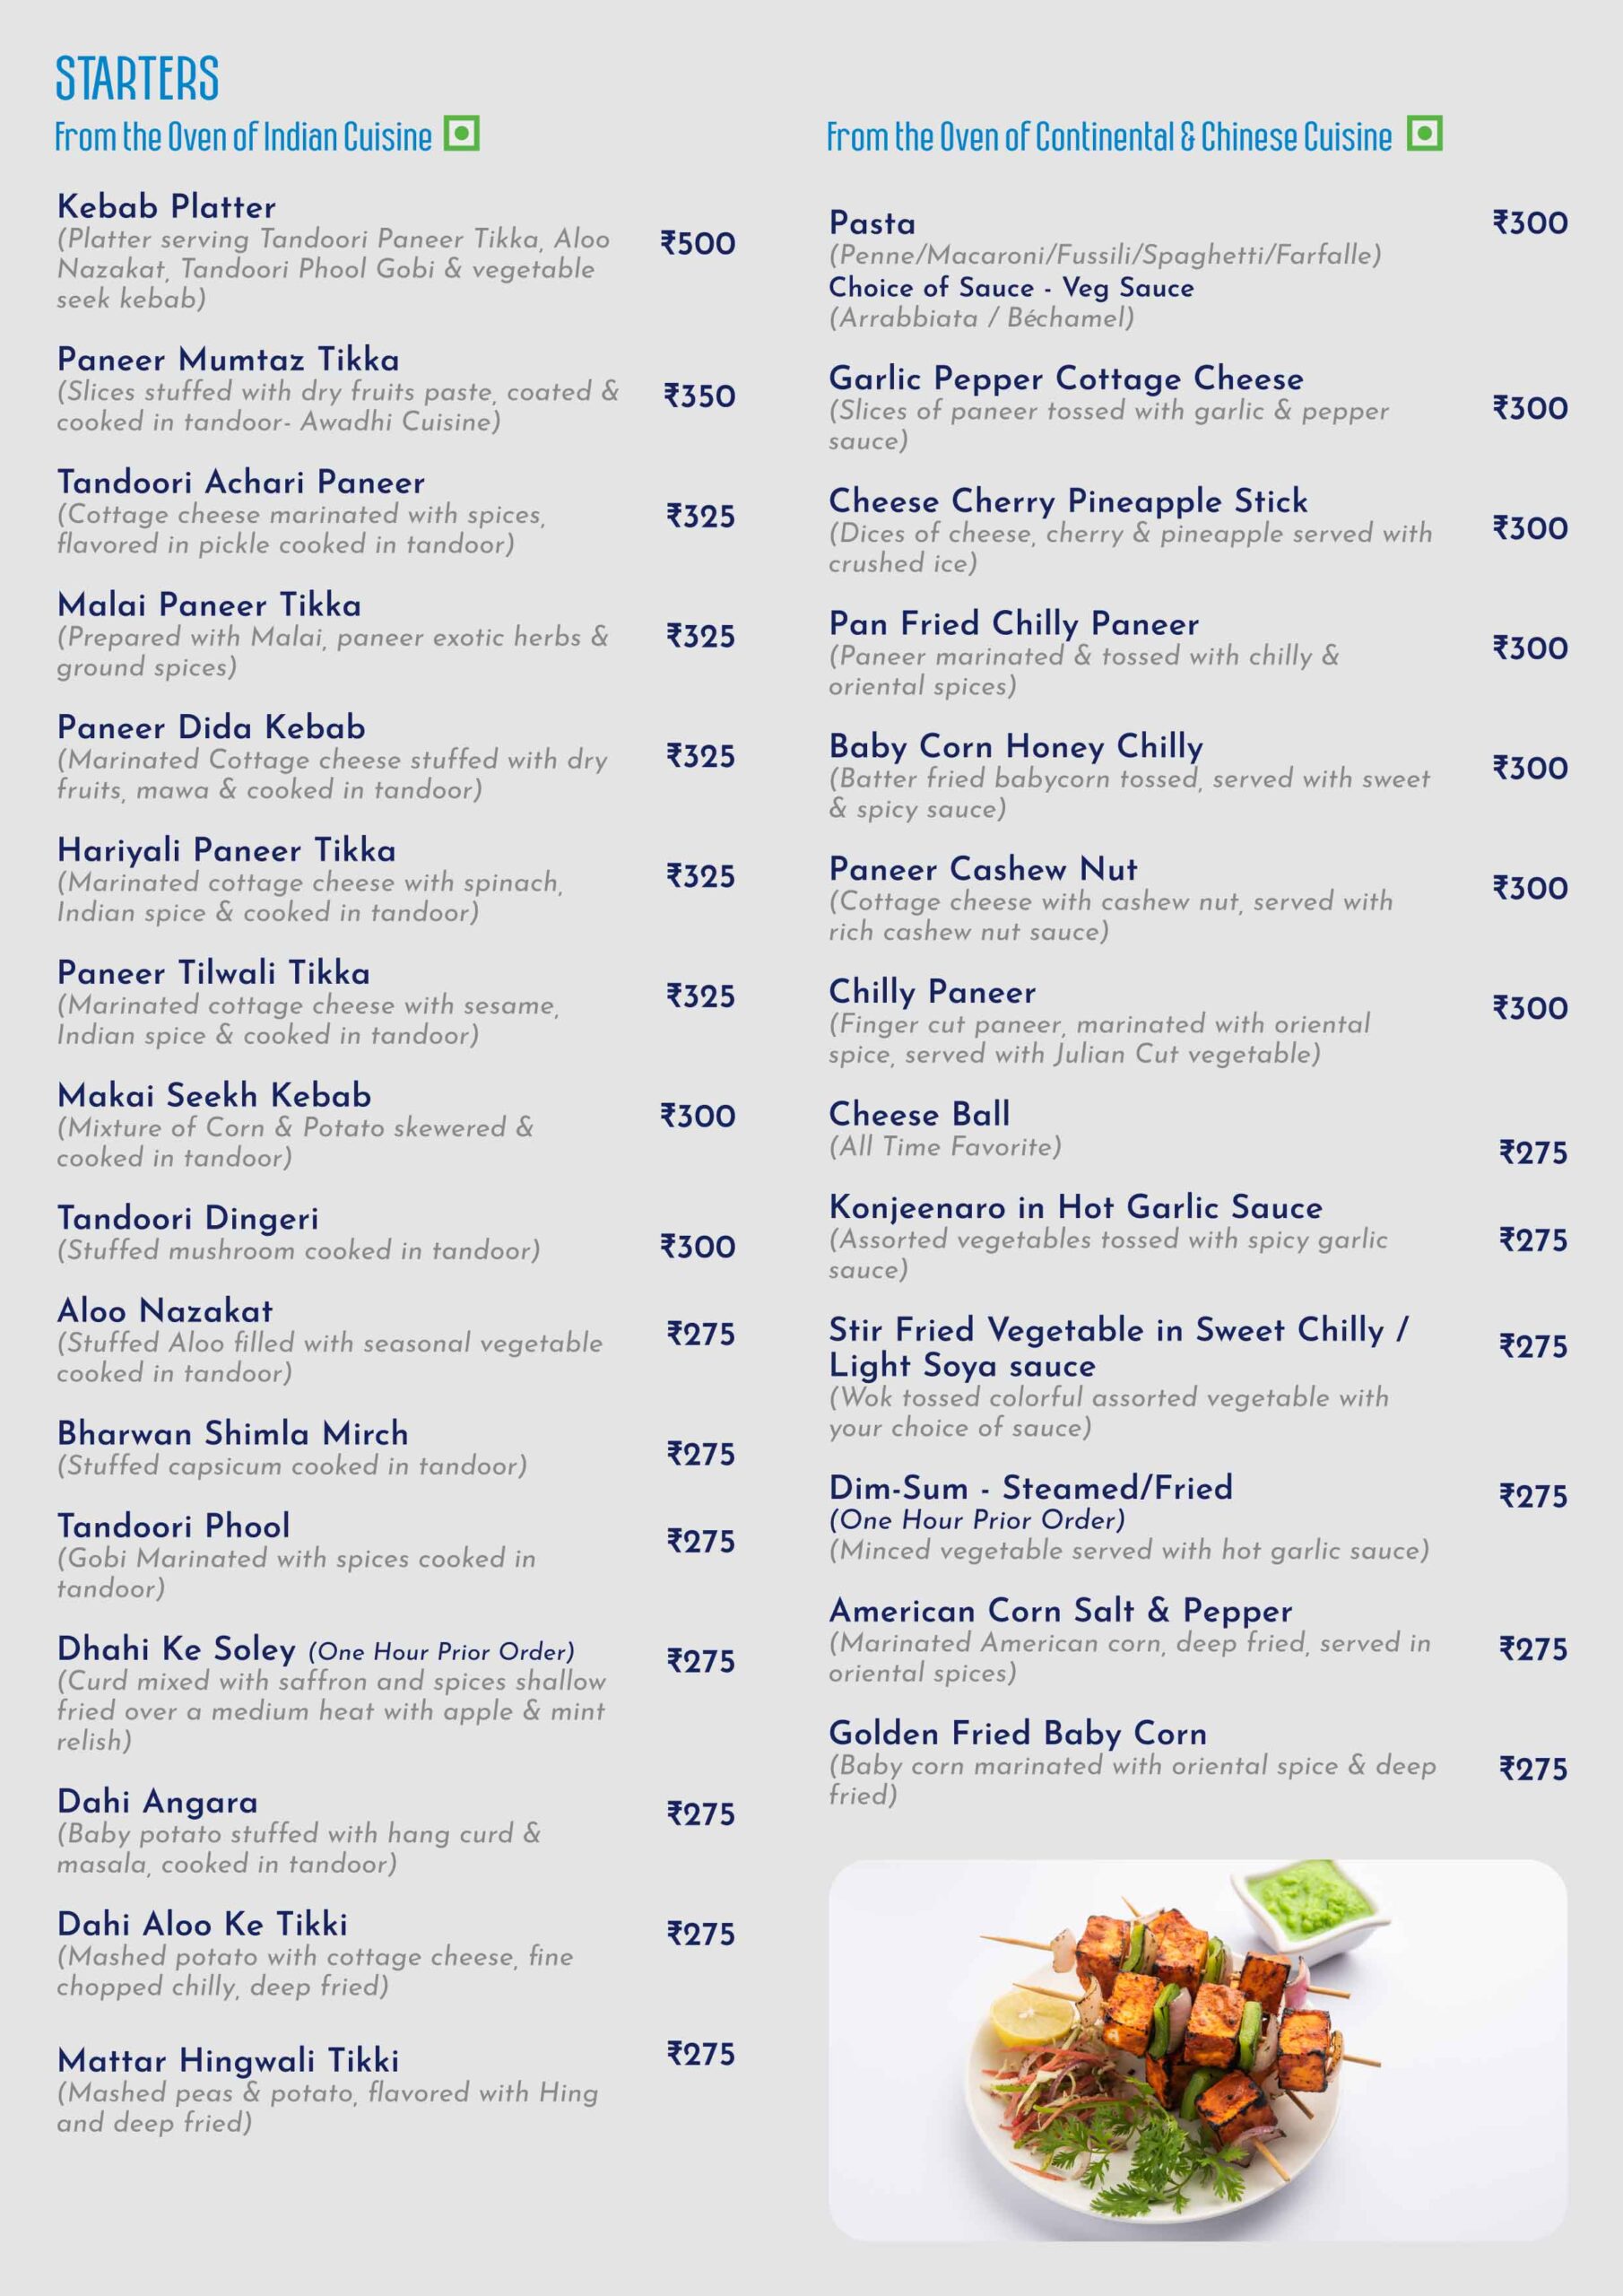 STARTERS
From the Oven of Indian Cuisine
Kebab Platter
(Platter serving Tandoori Paneer Tikka, Aloo
Nazakat, Tandoori Phool Gobi & vegetable
seek kebab)
₹500
Paneer Mumtaz Tikka
(Slices stuffed with dry fruits paste, coated &
cooked in tandoor- Awadhi Cuisine)
₹350
Tandoori Achari Paneer
(Cottage cheese marinated with spices,
flavored in pickle cooked in tandoor)
₹325
Malai Paneer Tikka
(Prepared with Malai, paneer exotic herbs &
ground spices)
₹325
Paneer Dida Kebab
(Marinated Cottage cheese stuffed with dry
fruits, mawa & cooked in tandoor)
₹325
Hariyali Paneer Tikka
(Marinated cottage cheese with spinach,
Indian spice & cooked in tandoor)
₹325
Paneer Tilwali Tikka
(Marinated cottage cheese with sesame,
Indian spice & cooked in tandoor)
₹325
Makai Seekh Kebab
(Mixture of Corn & Potato skewered &
cooked in tandoor)
₹300
Tandoori Dingeri
(Stuffed mushroom cooked in tandoor)
₹300
Aloo Nazakat
(Stuffed Aloo filled with seasonal vegetable
cooked in tandoor)
₹275
Bharwan Shimla Mirch
(Stuffed capsicum cooked in tandoor)
₹275
Tandoori Phool
(Gobi Marinated with spices cooked in
tandoor)
₹275
Dhahi Ke Soley (One Hour Prior Order)
(Curd mixed with saffron and spices shallow
fried over a medium heat with apple & mint
relish)
₹275
Dahi Angara
(Baby potato stuffed with hang curd &
masala, cooked in tandoor)
₹275
Dahi Aloo Ke Tikki
(Mashed potato with cottage cheese, fine
chopped chilly, deep fried)
₹275
Mattar Hingwali Tikki
(Mashed peas & potato, flavored with Hing
and deep fried)
₹275
From the Oven of Continental & Chinese Cuisine
Pasta
(Penne/Macaroni/Fussili/Spaghetti/Farfalle)
Choice of Sauce - Veg Sauce
(Arrabbiata / Béchamel)
₹300
Garlic Pepper Cottage Cheese
(Slices of paneer tossed with garlic & pepper
sauce)
₹300
Cheese Cherry Pineapple Stick
(Dices of cheese, cherry & pineapple served with
crushed ice)
₹300
Pan Fried Chilly Paneer
(Paneer marinated & tossed with chilly &
oriental spices)
₹300
Baby Corn Honey Chilly
(Batter fried babycorn tossed, served with sweet
& spicy sauce)
₹300
Paneer Cashew Nut
(Cottage cheese with cashew nut, served with
rich cashew nut sauce)
₹300
Chilly Paneer
(Finger cut paneer, marinated with oriental
spice, served with Julian Cut vegetable)
₹300
Cheese Ball
(All Time Favorite)
₹275
Konjeenaro in Hot Garlic Sauce
(Assorted vegetables tossed with spicy garlic
sauce)
₹275
Stir Fried Vegetable in Sweet Chilly /
Light Soya sauce
(Wok tossed colorful assorted vegetable with
your choice of sauce)
₹275
Dim-Sum - Steamed/Fried
(One Hour Prior Order)
(Minced vegetable served with hot garlic sauce)
₹275
American Corn Salt & Pepper
(Marinated American corn, deep fried, served in
oriental spices)
₹275
Golden Fried Baby Corn
(Baby corn marinated with oriental spice & deep
fried)
₹275